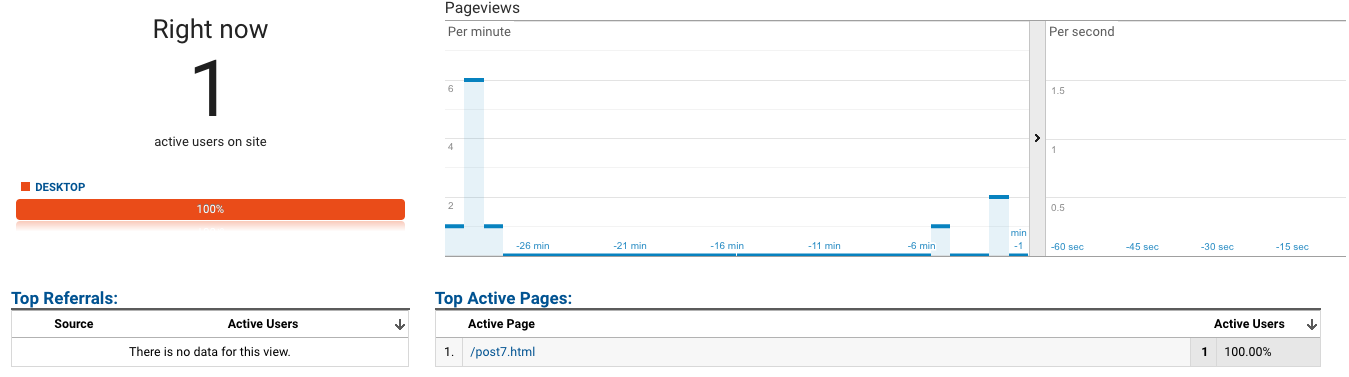 Right now
1
active users on site
DESKTOP
100%
Pageviews
Per minute
6
4
2
-26 min
-21 min
-16 min
-11 min
-6 min
min
-1
Per second
1.5
1
0.5
-60 sec
-45 sec
-30 sec
-15 sec
Top Referrals:
Source Active Users
There is no data for this view.
Top Active Pages:
Active Page Active Users
1. /post7.html 1 100.00%